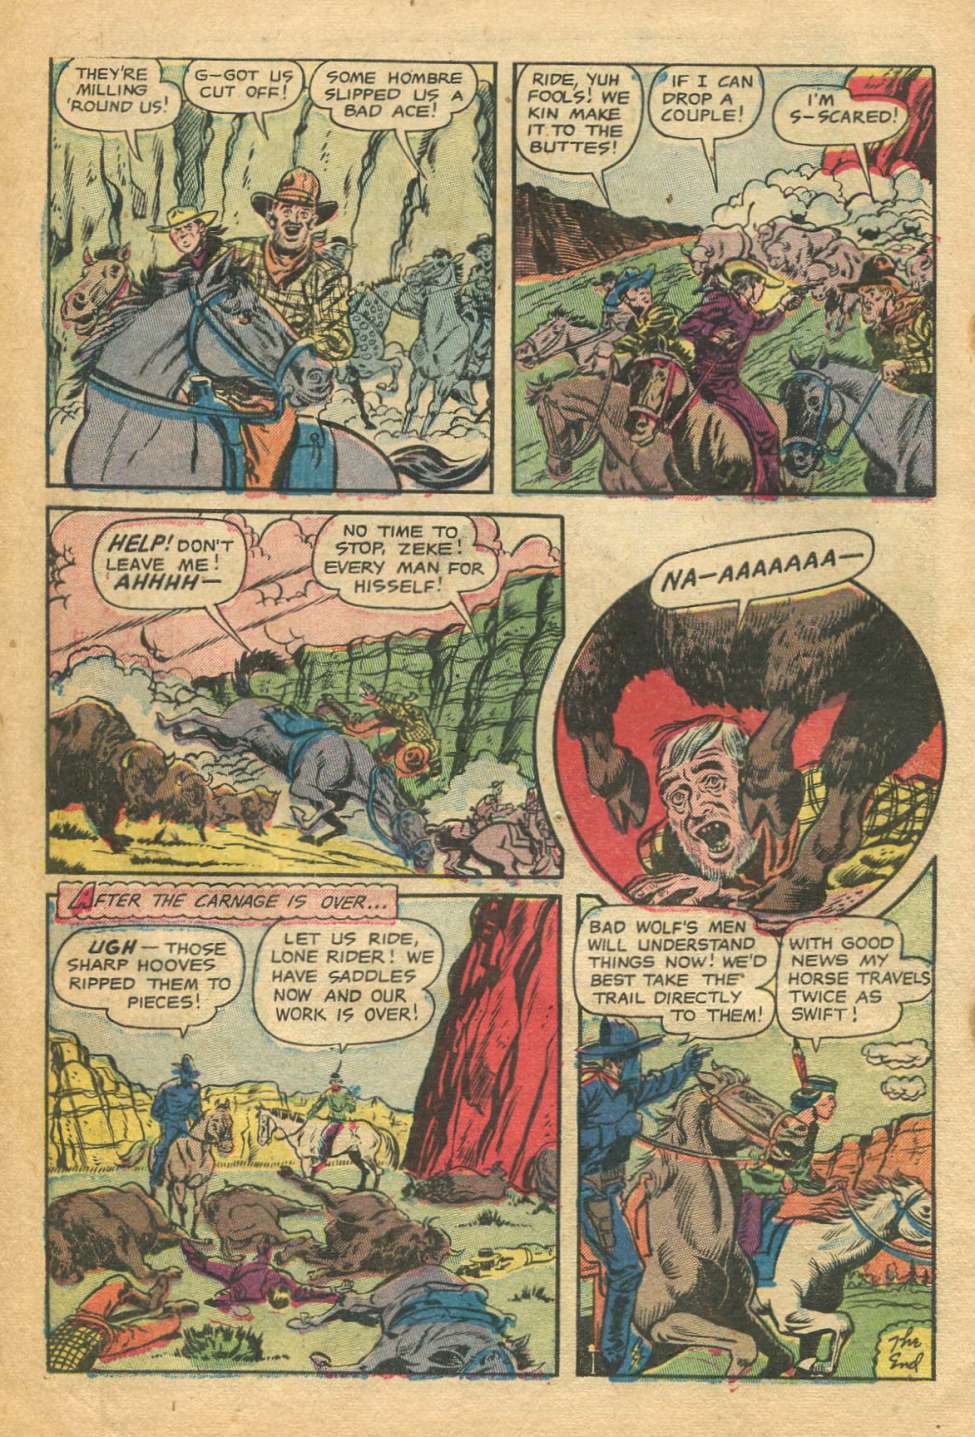 THEY'RE
MILLING
'ROUND US!
G-GOT US
CUT OFF!
SOME HOMBRE
SLIPPED US A
BAD ACE!
RIDE, YUH
FOOLS! WE
KIN MAKE
IT TO THE
BUTTES!
IF I CAN
DROP A
COUPLE!
I'M
S-SCARED!
HELP! DON'T
LEAVE ME!
AHHHH-
NO TIME TO
STOP, ZEKE!
EVERY MAN FOR
HISSELF!
NA-AAAAAAA-
AFTER THE CARNAGE IS OVER...
UGH- THOSE
SHARP HOOVES
RIPPED THEM TO
PIECES!
LET US RIDE,
LONE RIDER! WE
HAVE SADDLES
NOW AND OUR
WORK IS OVER!
BAD WOLF'S MEN
WILL UNDERSTAND
THINGS NOW! WE'D
BEST TAKE THE
TRAIL DIRECTLY
TO THEM!
WITH GOOD
NEWS MY
HORSE TRAVELS
TWICE AS
SWIFT!
The
End